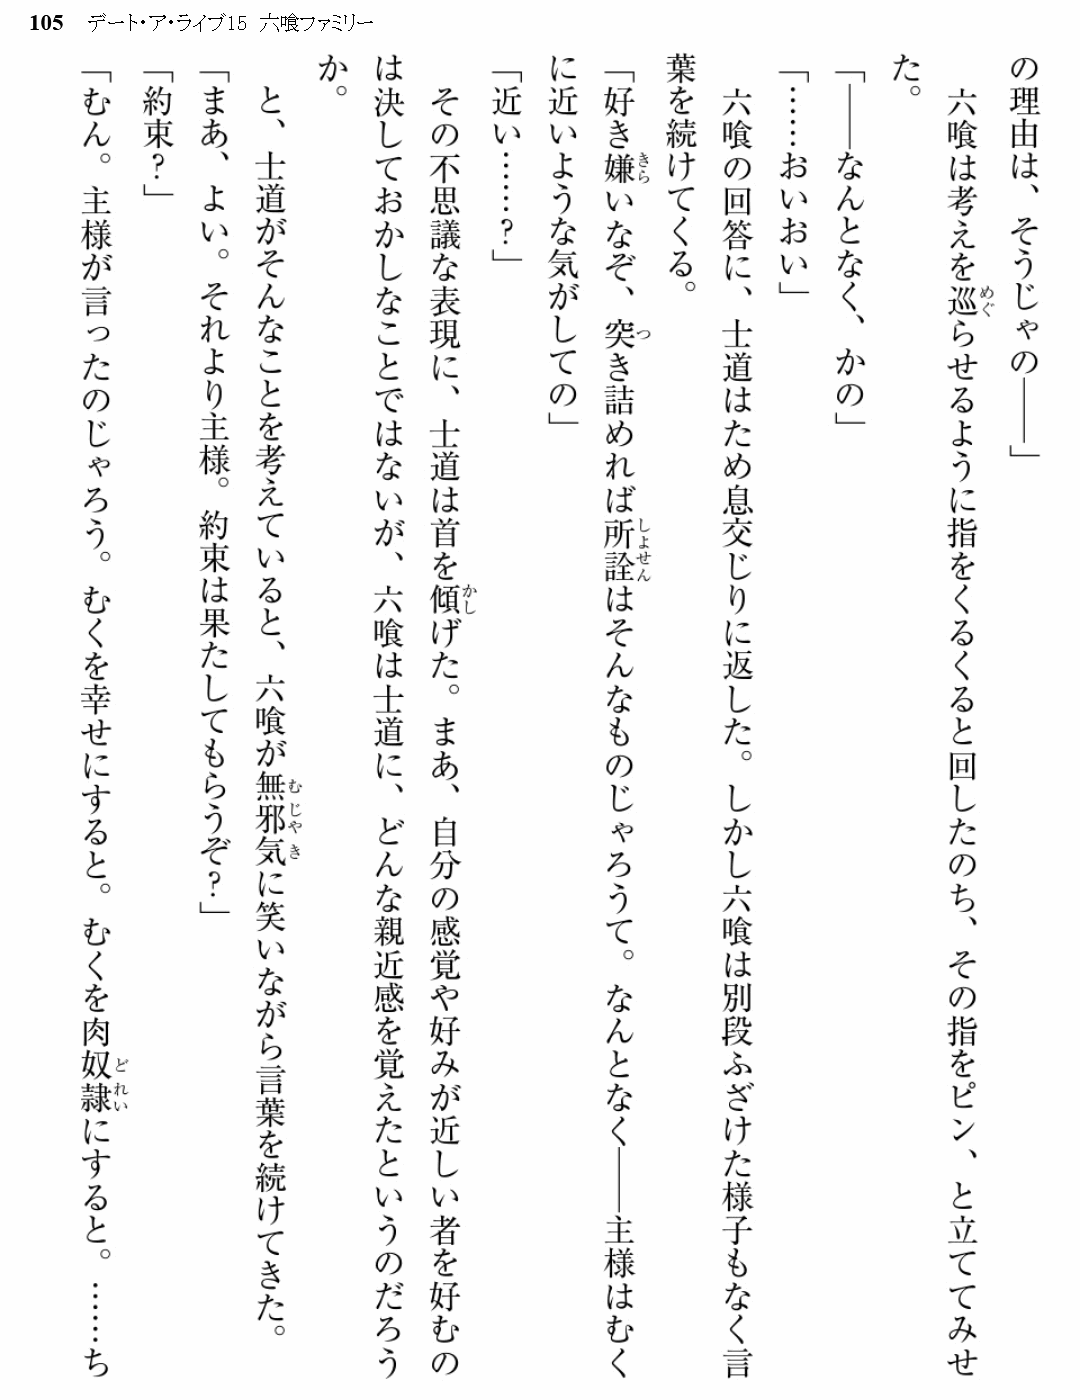 105 デート・ア・ライブ15 六喰ファミリー
の理由は、そうじゃの――」
　六喰は考えを巡らせるように指をくるくると回したのち、その指をピン、と立ててみせ
た。
「――なんとなく、かの」
「……おいおい」
　六喰の回答に、士道はため息交じりに返した。しかし六喰は別段ふざけた様子もなく言
葉を続けてくる。
「好き嫌いなぞ、突き詰めれば所詮はそんなものじゃろうて。なんとなく――主様はむく
に近いような気がしての」
「近い……？」
　その不思議な表現に、士道は首を傾げた。まあ、自分の感覚や好みが近しい者を好むの
は決しておかしなことではないが、六喰は士道に、どんな親近感を覚えたというのだろう
か。
　と、士道がそんなことを考えていると、六喰が無邪気に笑いながら言葉を続けてきた。
「まあ、よい。それより主様。約束は果たしてもらうぞ？」
「約束？」
「むん。主様が言ったのじゃろう。むくを幸せにすると。むくを肉奴隷にすると。……ち